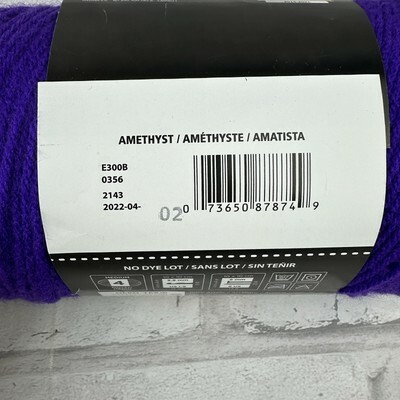 AMETHYST / AMÉTHYSTE / AMATISTA
E300B
0356
2143
2022-04- 02
0 73650 87874 9
NO DYE LOT / SANS LOT / SIN TEÑIR
MEDIUM
4